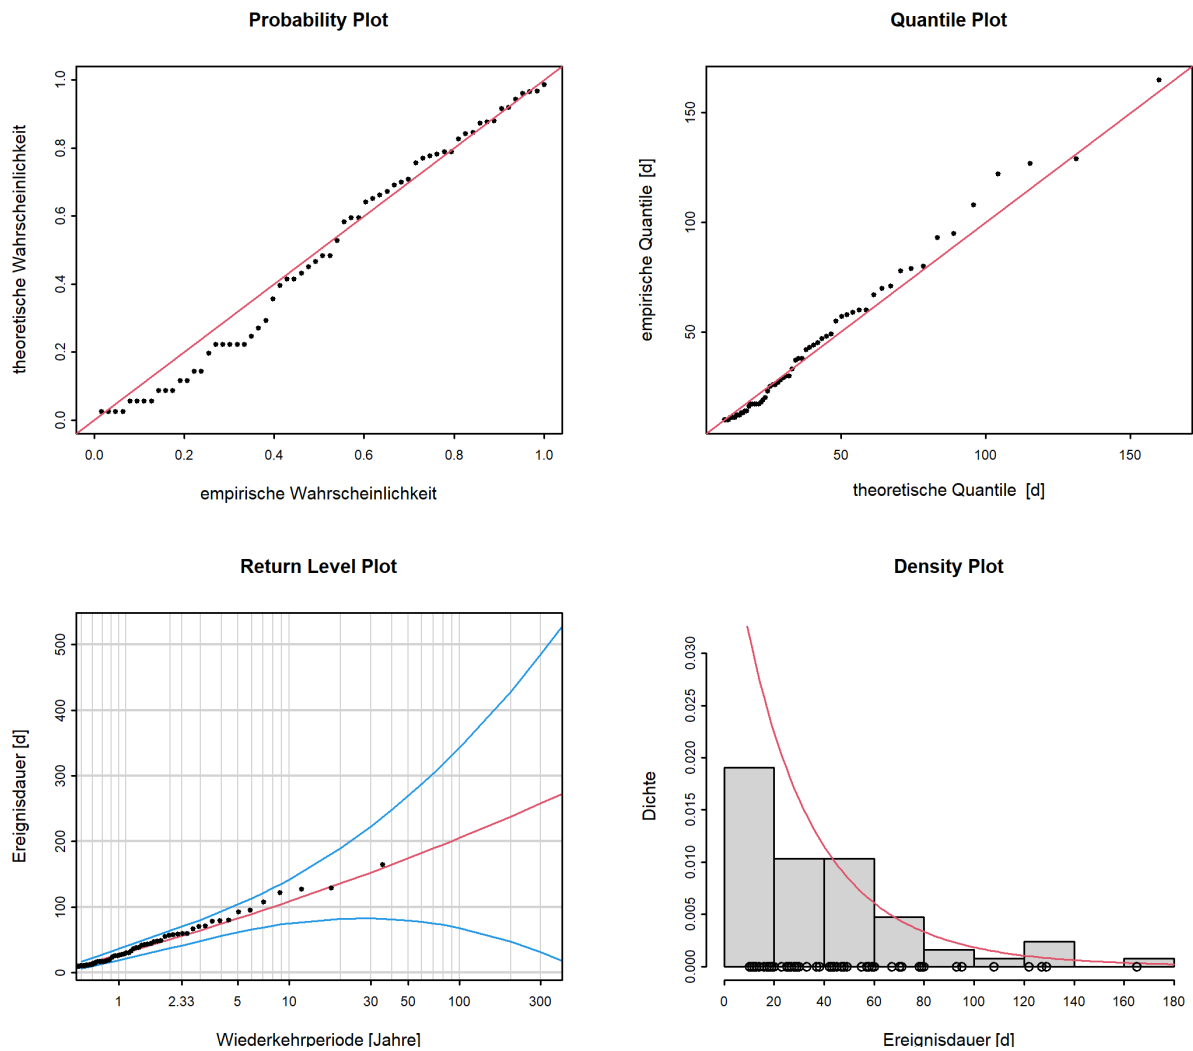 Probability Plot
theoretische Wahrscheinlichkeit
1.0
0.8
0.6
0.4
0.2
0.0
0.0 0.2 0.4 0.6 0.8 1.0
empirische Wahrscheinlichkeit
Quantile Plot
empirische Quantile [d]
150
100
50
50 100 150
theoretische Quantile [d]
Return Level Plot
Ereignisdauer [d]
500
400
300
200
100
0
1 2.33 5 10 30 50 100 300
Wiederkehrperiode [Jahre]
Density Plot
Dichte
0.030
0.025
0.020
0.015
0.010
0.005
0.000
0 20 40 60 80 100 120 140 160 180
Ereignisdauer [d]